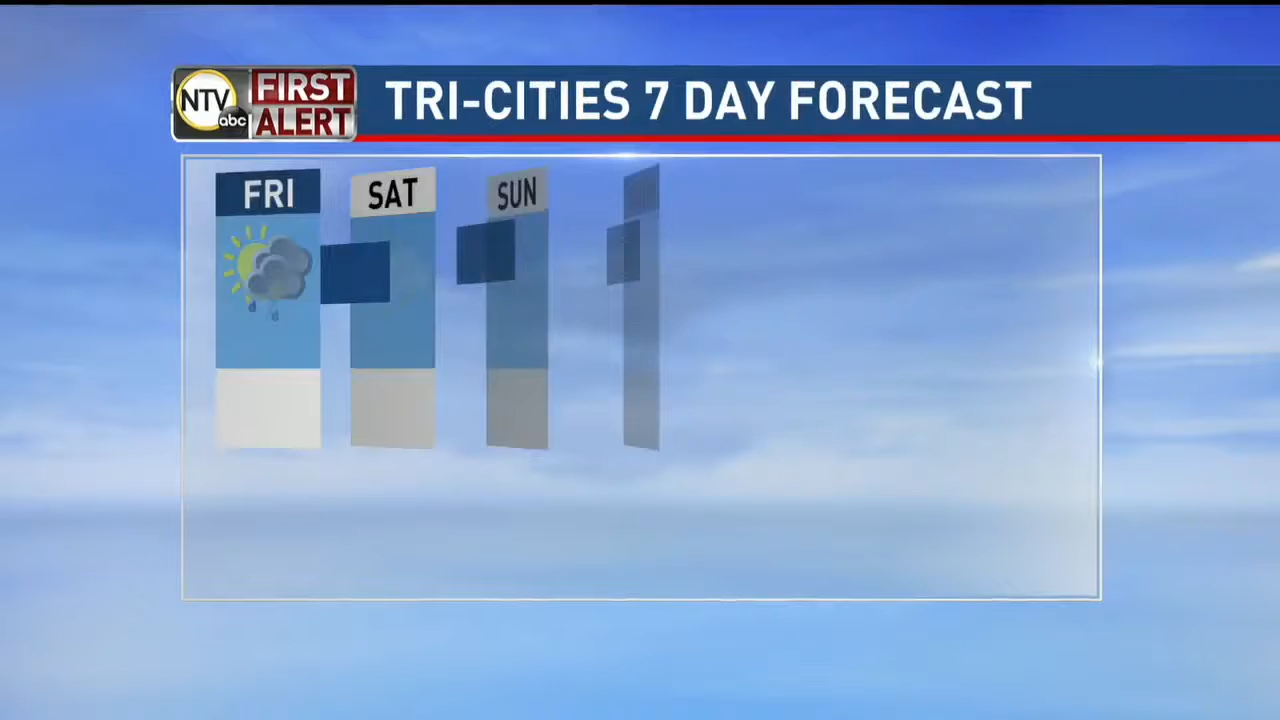 NTV
abc
FIRST
ALERT
TRI-CITIES 7 DAY FORECAST
FRI
SAT
SUN